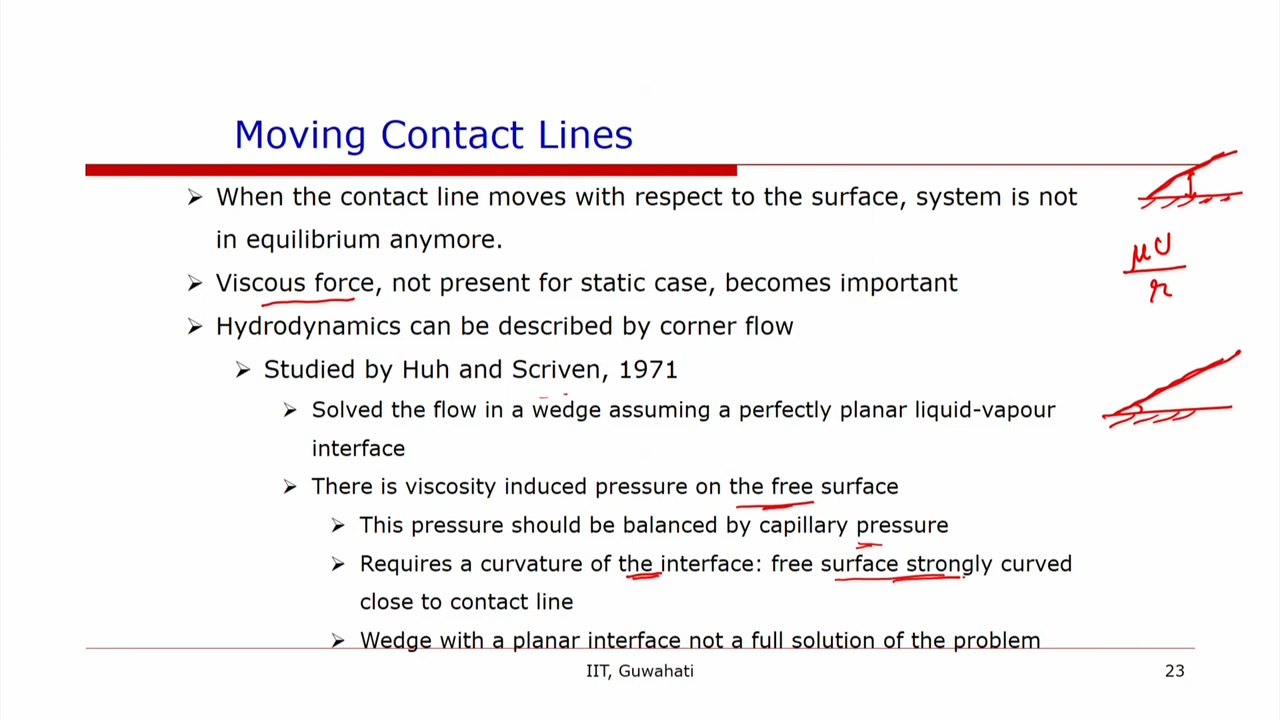 Moving Contact Lines
➢ When the contact line moves with respect to the surface, system is not
in equilibrium anymore.
➢ Viscous force, not present for static case, becomes important
μU
r
➢ Hydrodynamics can be described by corner flow
➢ Studied by Huh and Scriven, 1971
➢ Solved the flow in a wedge assuming a perfectly planar liquid-vapour
interface
➢ There is viscosity induced pressure on the free surface
➢ This pressure should be balanced by capillary pressure
➢ Requires a curvature of the interface: free surface strongly curved
close to contact line
➢ Wedge with a planar interface not a full solution of the problem
IIT, Guwahati
23